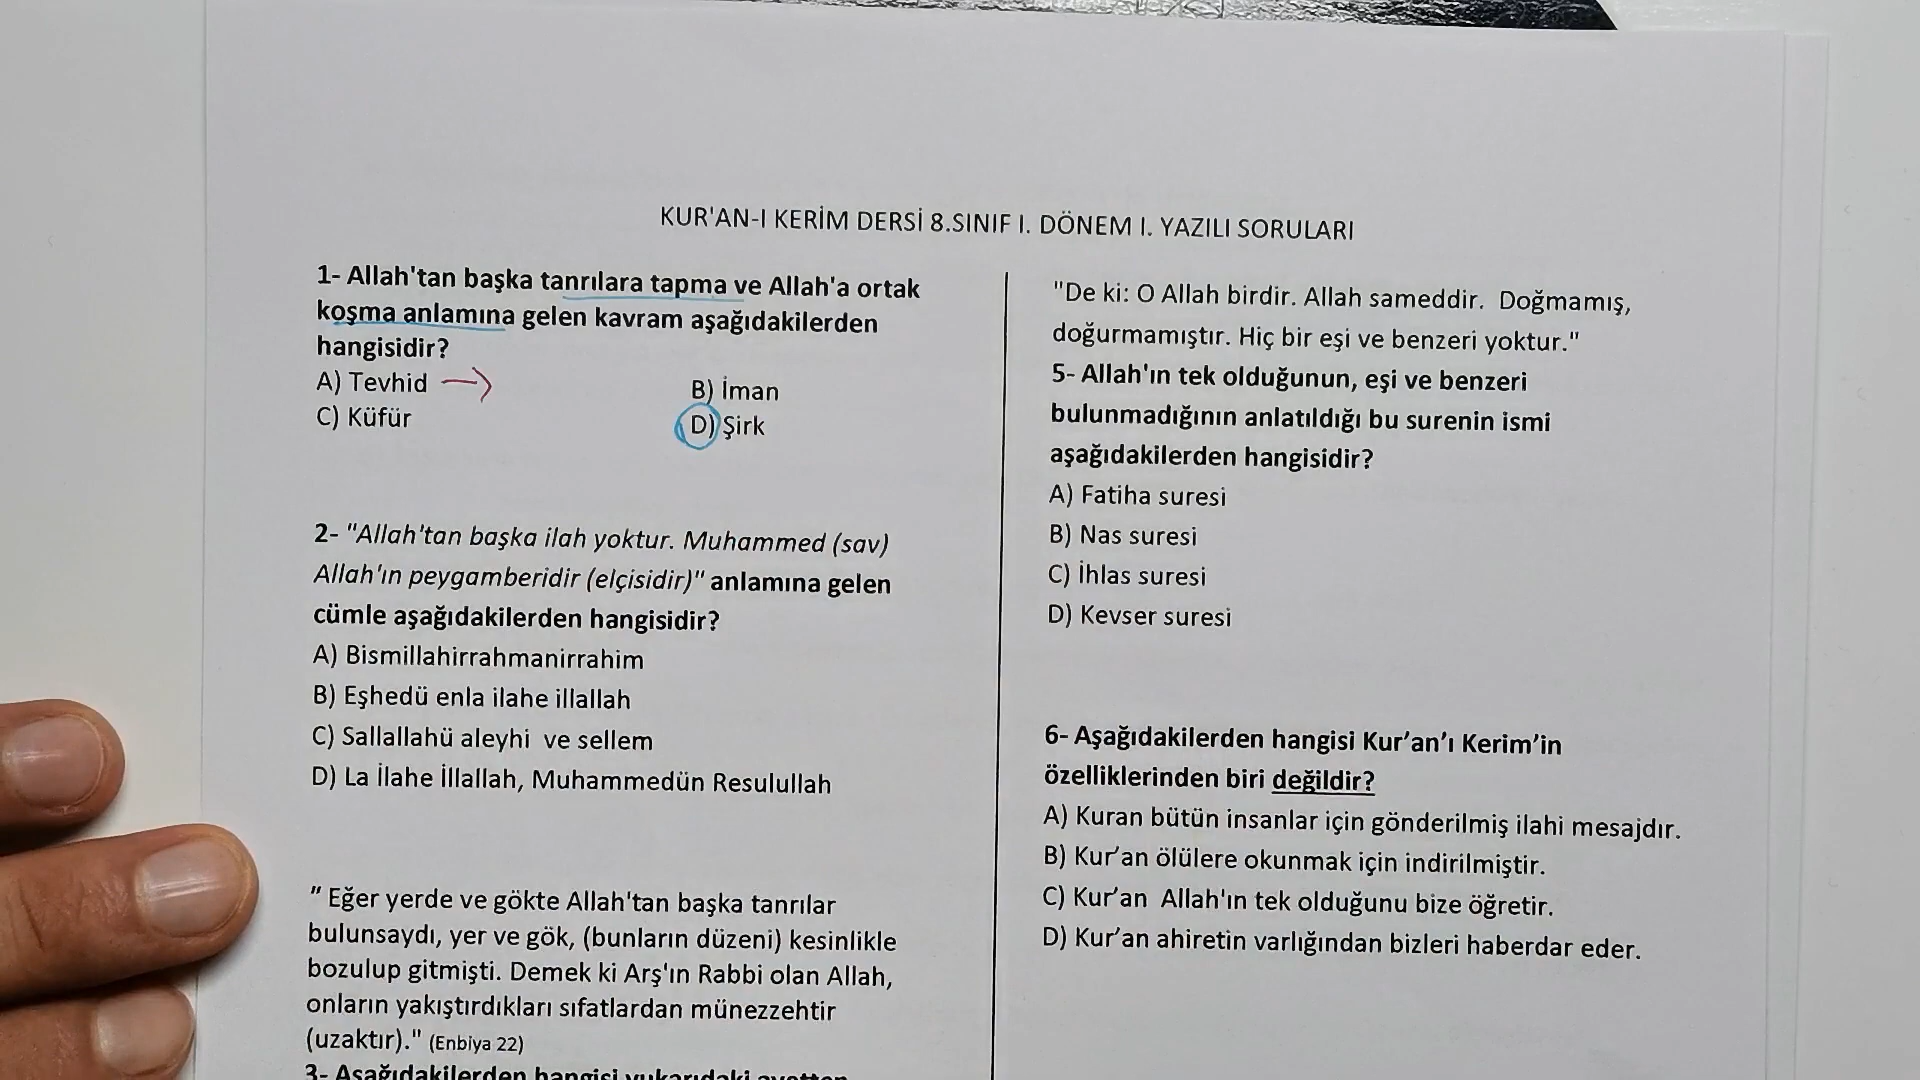 KUR'AN-I KERİM DERSİ 8.SINIF I. DÖNEM I. YAZILI SORULARI
1- Allah'tan başka tanrılara tapma ve Allah'a ortak
koşma anlamına gelen kavram aşağıdakilerden
hangisidir?
A) Tevhid
B) İman
C) Küfür
D) Şirk
2- "Allah'tan başka ilah yoktur. Muhammed (sav)
Allah'ın peygamberidir (elçisidir)" anlamına gelen
cümle aşağıdakilerden hangisidir?
A) Bismillahirrahmanirrahim
B) Eşhedü enla ilahe illallah
C) Sallallahü aleyhi ve sellem
D) La İlahe İllallah, Muhammedün Resulullah
" Eğer yerde ve gökte Allah'tan başka tanrılar
bulunsaydı, yer ve gök, (bunların düzeni) kesinlikle
bozulup gitmişti. Demek ki Arş'ın Rabbi olan Allah,
onların yakıştırdıkları sıfatlardan münezzehtir
(uzaktır)." (Enbiya 22)
3- Aşağıdakilerden hangisi yukarıdaki ayetten
"De ki: O Allah birdir. Allah sameddir. Doğmamış,
doğurmamıştır. Hiç bir eşi ve benzeri yoktur."
5- Allah'ın tek olduğunun, eşi ve benzeri
bulunmadığının anlatıldığı bu surenin ismi
aşağıdakilerden hangisidir?
A) Fatiha suresi
B) Nas suresi
C) İhlas suresi
D) Kevser suresi
6- Aşağıdakilerden hangisi Kur’an’ı Kerim’in
özelliklerinden biri değildir?
A) Kuran bütün insanlar için gönderilmiş ilahi mesajdır.
B) Kur’an ölülere okunmak için indirilmiştir.
C) Kur’an Allah'ın tek olduğunu bize öğretir.
D) Kur’an ahiretin varlığından bizleri haberdar eder.